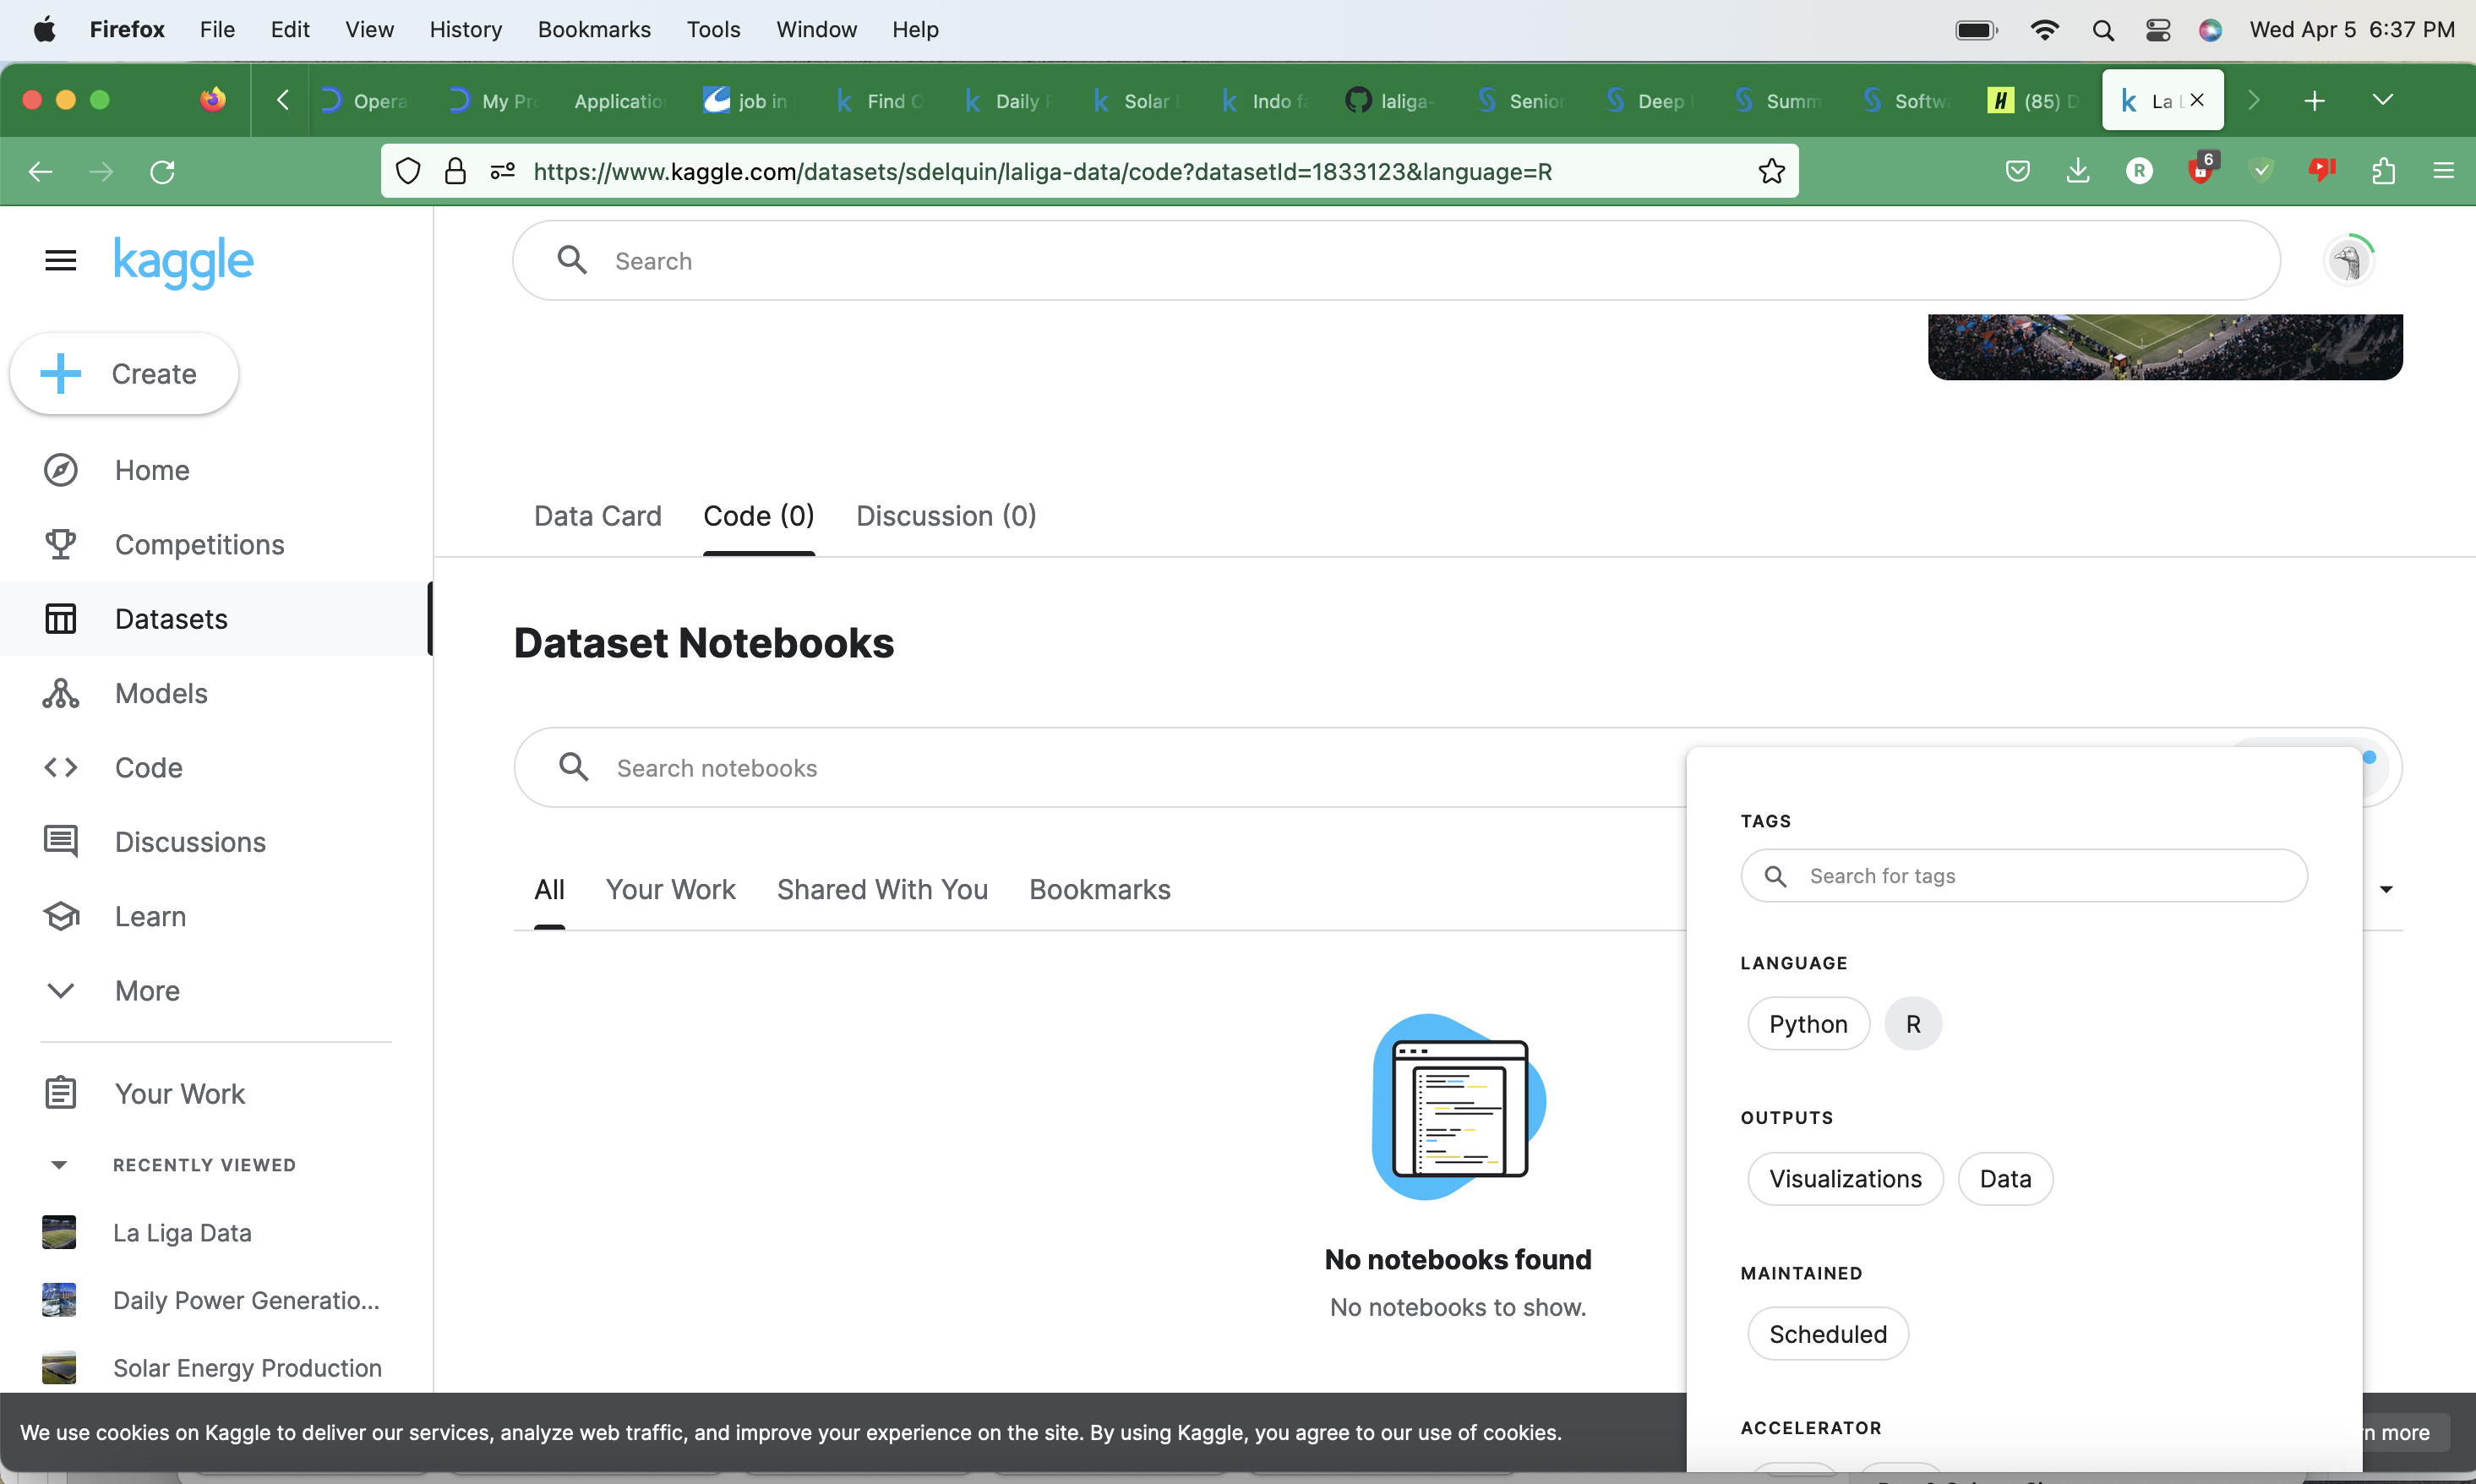 Firefox File Edit View History Bookmarks Tools Window Help Wed Apr 5 6:37 PM
Opera My Pr Application job in Find Daily Solar Indo laliga- Senior Deep Summ Softw (85) La
https://www.kaggle.com/datasets/sdelquin/laliga-data/code?datasetId=1833123&language=R R 6
kaggle
Search
Create
Home
Competitions
Datasets
Models
Code
Discussions
Learn
More
Your Work
RECENTLY VIEWED
La Liga Data
Daily Power Generatio...
Solar Energy Production
Data Card Code (0) Discussion (0)
Dataset Notebooks
Search notebooks
All Your Work Shared With You Bookmarks
No notebooks found
No notebooks to show.
TAGS
Search for tags
LANGUAGE
Python R
OUTPUTS
Visualizations Data
MAINTAINED
Scheduled
ACCELERATOR
We use cookies on Kaggle to deliver our services, analyze web traffic, and improve your experience on the site. By using Kaggle, you agree to our use of cookies.
more